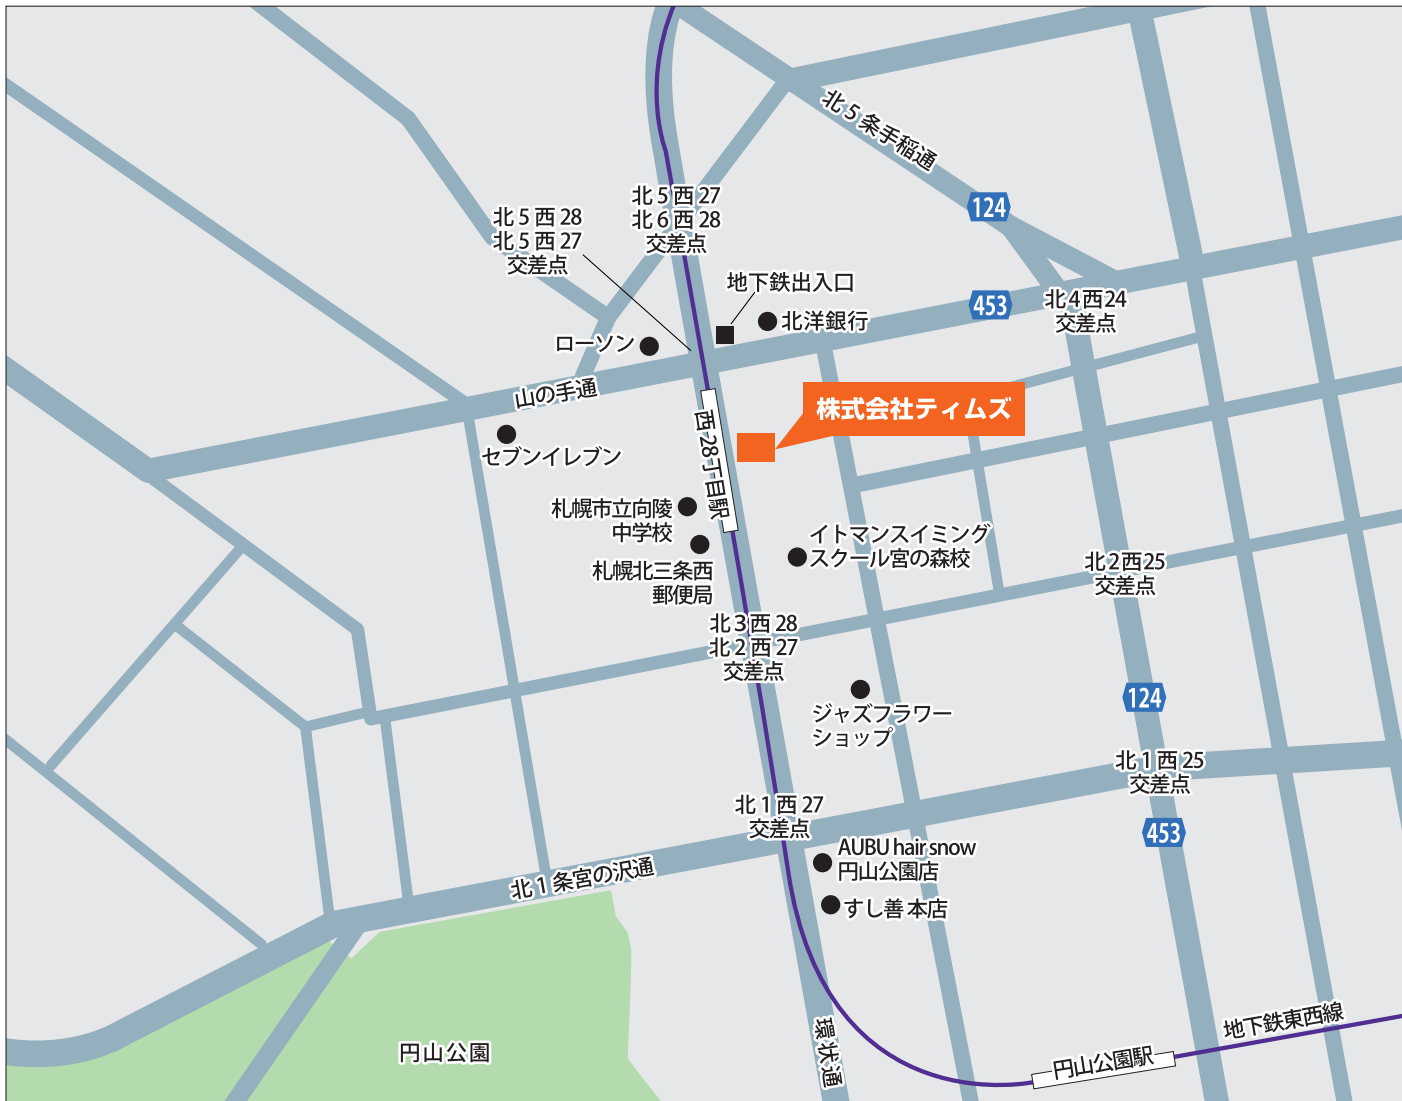 北5条手稲通
124
北5西27
北6西28
交差点
北5西28
北5西27
交差点
地下鉄出入口
北洋銀行
453
北4西24
交差点
ローソン
山の手通
株式会社ティムズ
西28丁目駅
セブンイレブン
札幌市立向陵
中学校
イトマンスイミング
スクール宮の森校
札幌北三条西
郵便局
北2西25
交差点
北3西28
北2西27
交差点
124
ジャズフラワー
ショップ
北1西25
交差点
北1西27
交差点
453
AUBU hair snow
円山公園店
北1条宮の沢通
すし善 本店
地下鉄東西線
環状通
円山公園
円山公園駅